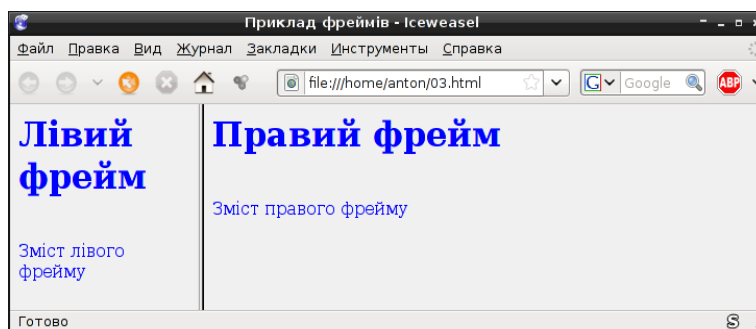 Приклад фреймів - Iceweasel
Файл Правка Вид Журнал Закладки Инструменты Справка
file:///home/anton/03.html G Google ABP
Лівий
фрейм
Зміст лівого
фрейму
Правий фрейм
Зміст правого фрейму
Готово S